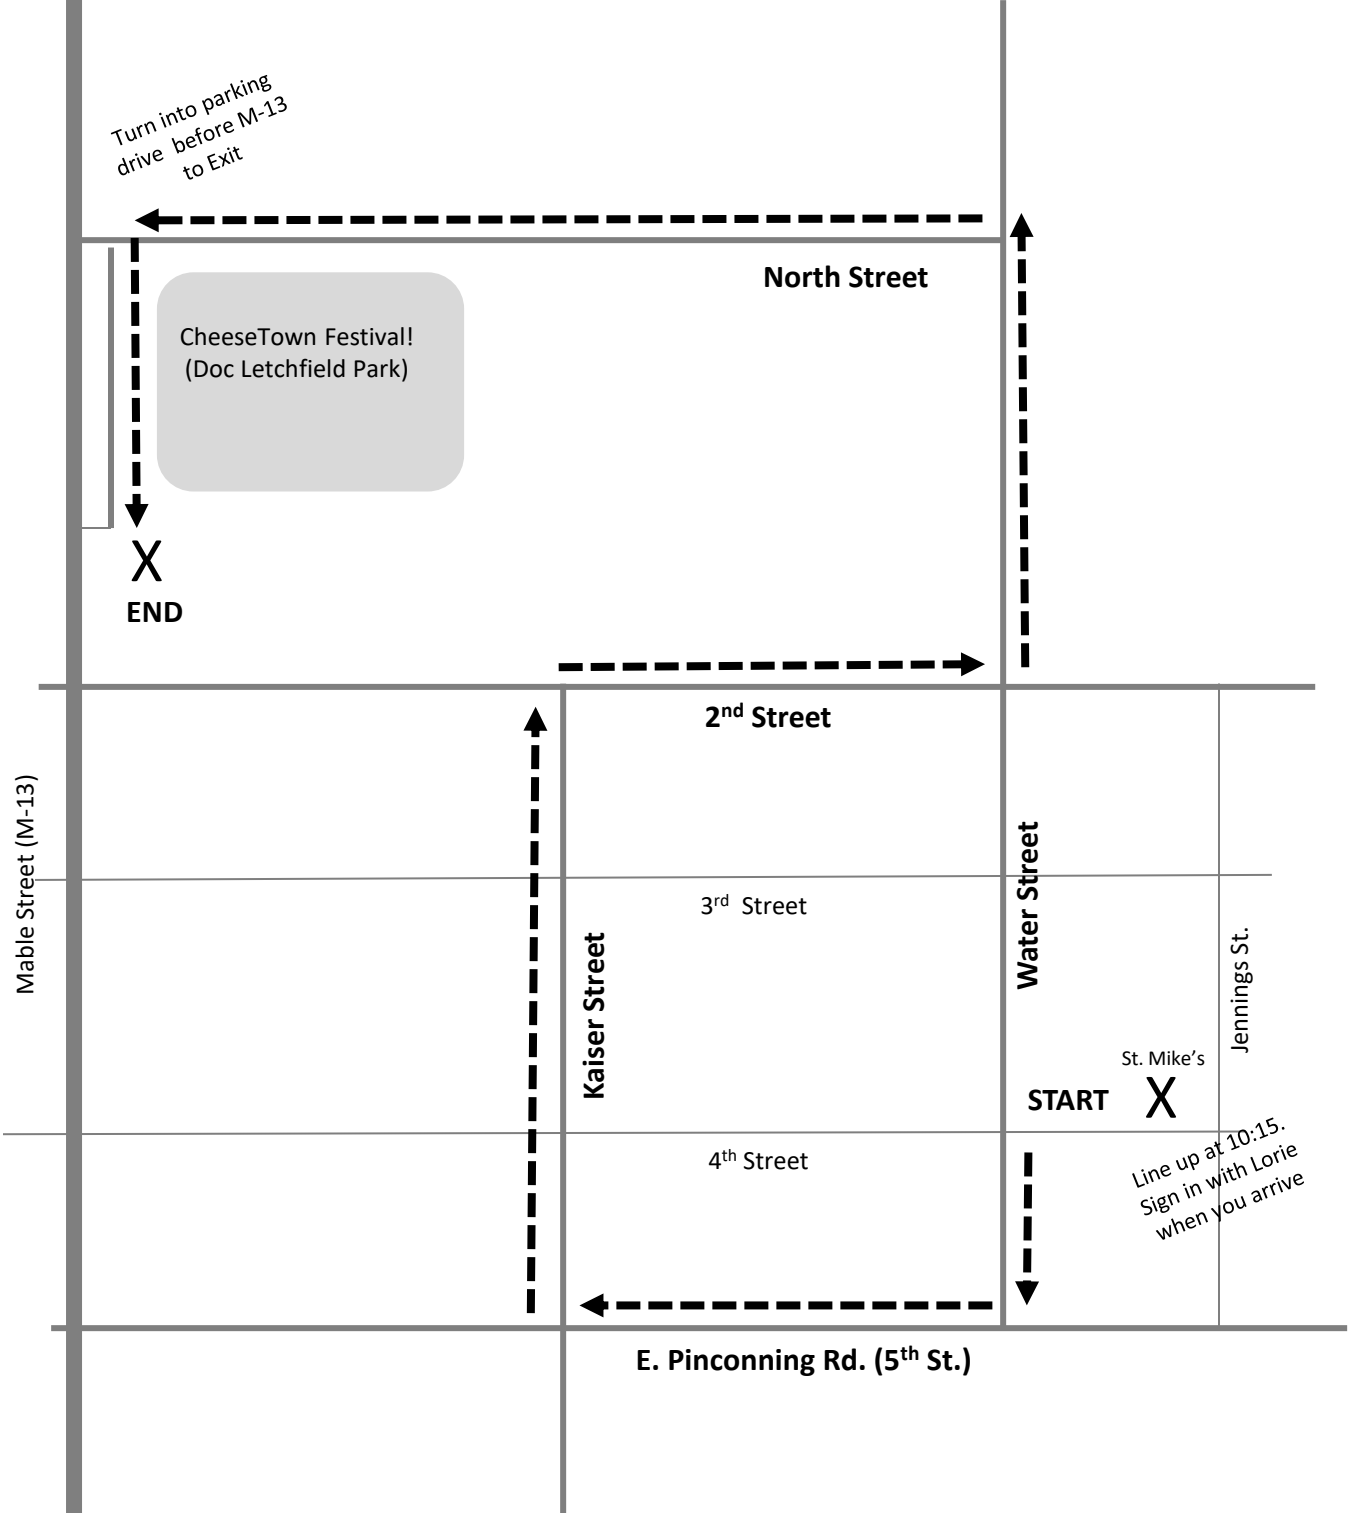 Turn into parking
drive before M-13
to Exit
North Street
CheeseTown Festival!
(Doc Letchfield Park)
X
END
2nd Street
Mable Street (M-13)
3rd Street
Water Street
Kaiser Street
Jennings St.
St. Mike's
START X
4th Street
Line up at 10:15.
Sign in with Lorie
when you arrive
E. Pinconning Rd. (5th St.)